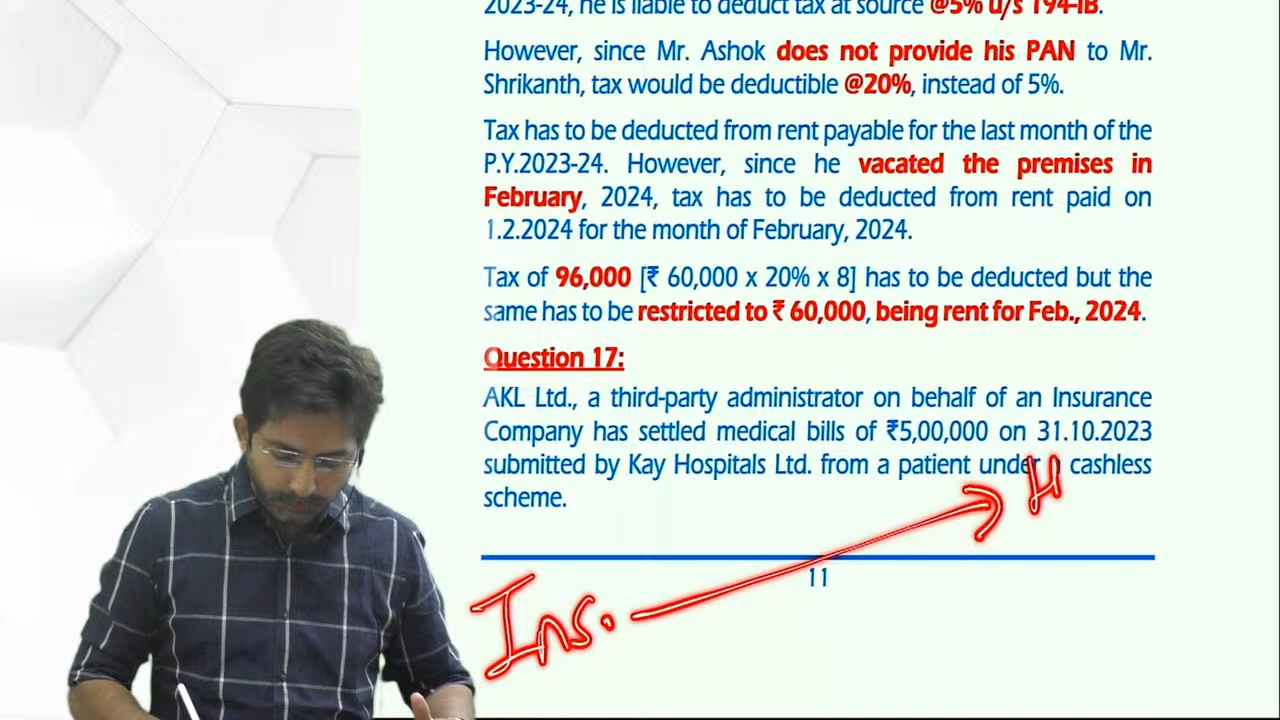 2023-24, he is liable to deduct tax at source @5% u/s 194-IB.
However, since Mr. Ashok does not provide his PAN to Mr.
Shrikanth, tax would be deductible @20%, instead of 5%.
Tax has to be deducted from rent payable for the last month of the
P.Y.2023-24. However, since he vacated the premises in
February, 2024, tax has to be deducted from rent paid on
1.2.2024 for the month of February, 2024.
Tax of 96,000 [₹ 60,000 x 20% x 8] has to be deducted but the
same has to be restricted to ₹ 60,000, being rent for Feb., 2024.
Question 17:
AKL Ltd., a third-party administrator on behalf of an Insurance
Company has settled medical bills of ₹5,00,000 on 31.10.2023
submitted by Kay Hospitals Ltd. from a patient under a cashless
scheme.
H
11
Ins.